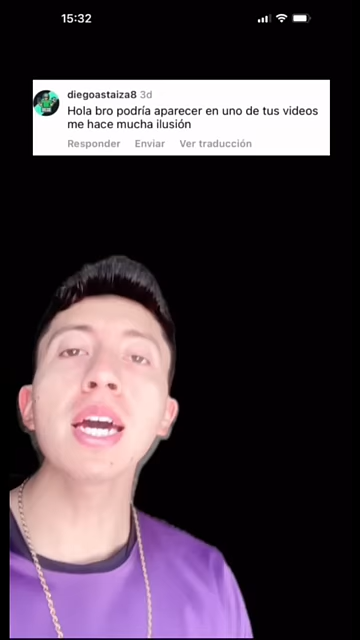 15:32
diegoastaiza8 3d
Hola bro podría aparecer en uno de tus videos
me hace mucha ilusión
Responder Enviar Ver traducción